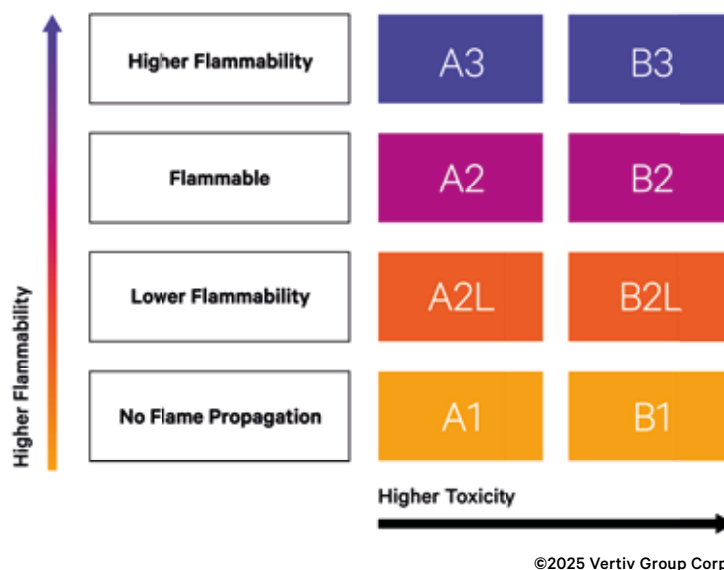 Higher Flammability
Higher Flammability A3 B3
Flammable A2 B2
Lower Flammability A2L B2L
No Flame Propagation A1 B1
Higher Toxicity
©2025 Vertiv Group Corp